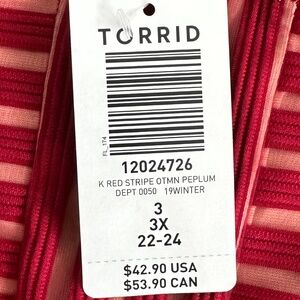 TORRID
FL_174
12024726
K RED STRIPE OTMN PEPLUM
DEPT 0050 19WINTER
3
3X
22-24
$42.90 USA
$53.90 CAN